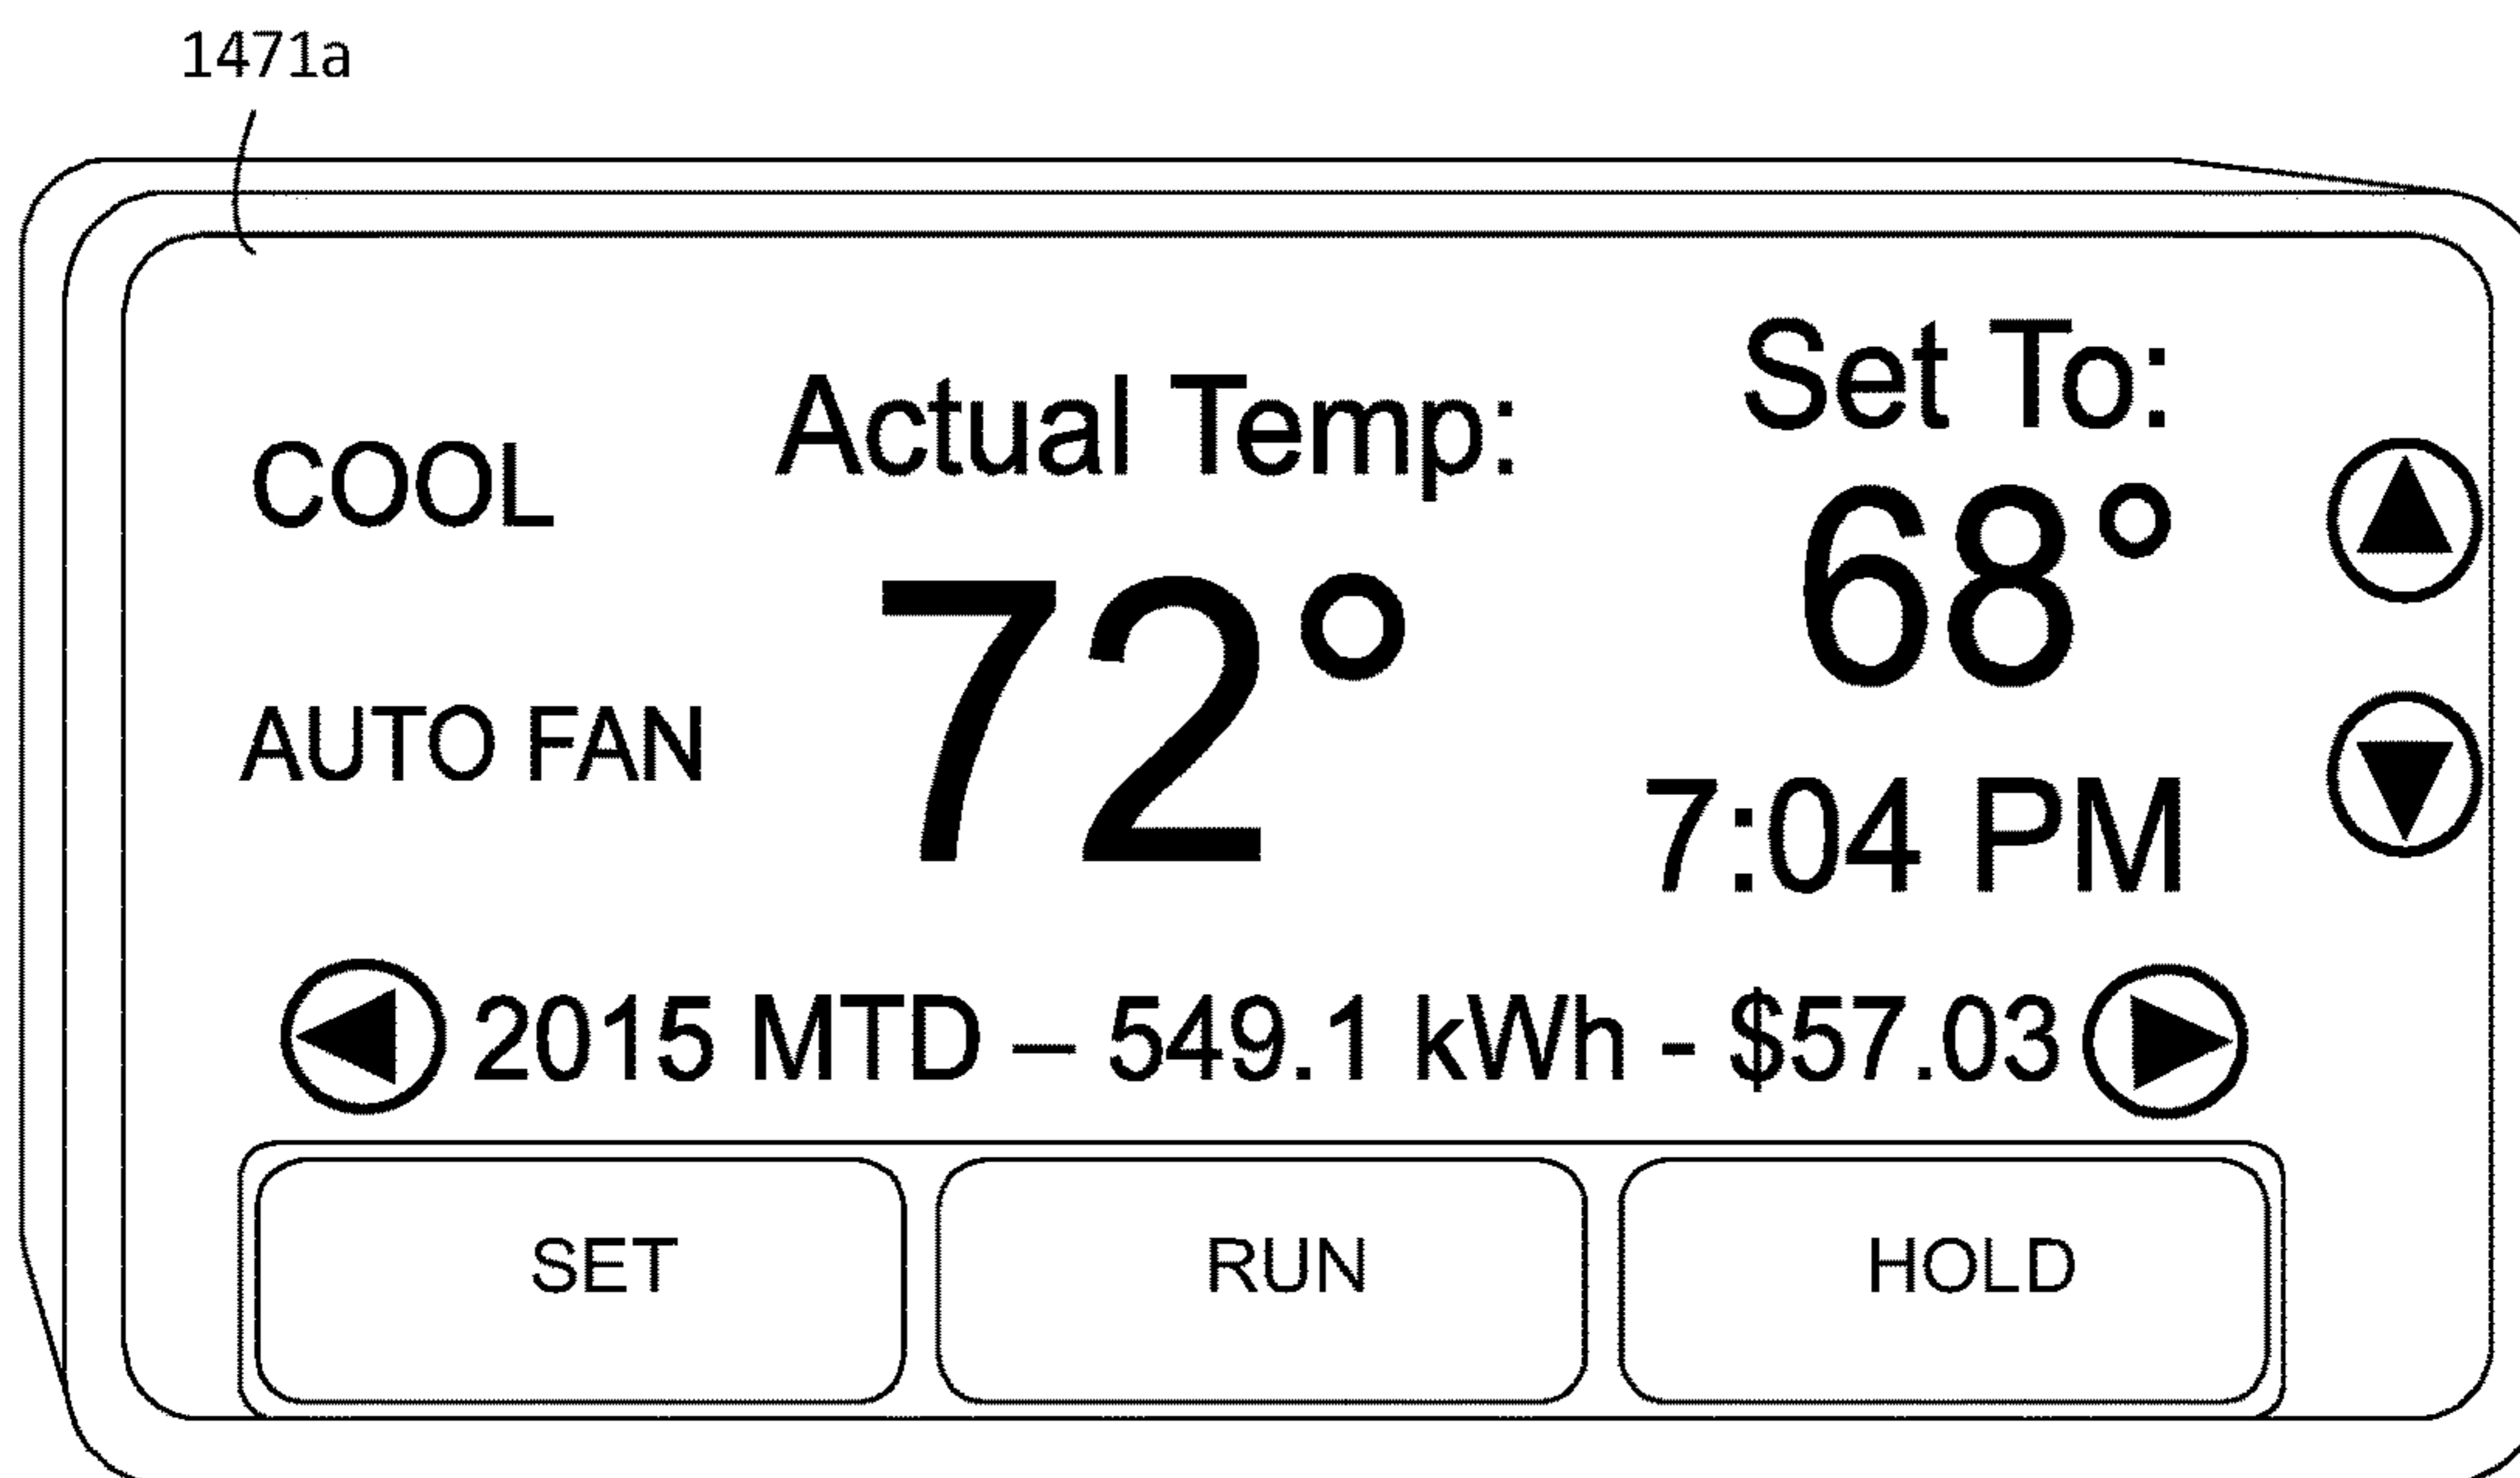 1471a
Set To:
Actual Temp:
COOL
68°
72°
AUTO FAN
7:04 PM
2015 MTD – 549.1 kWh - $57.03
SET
RUN
HOLD